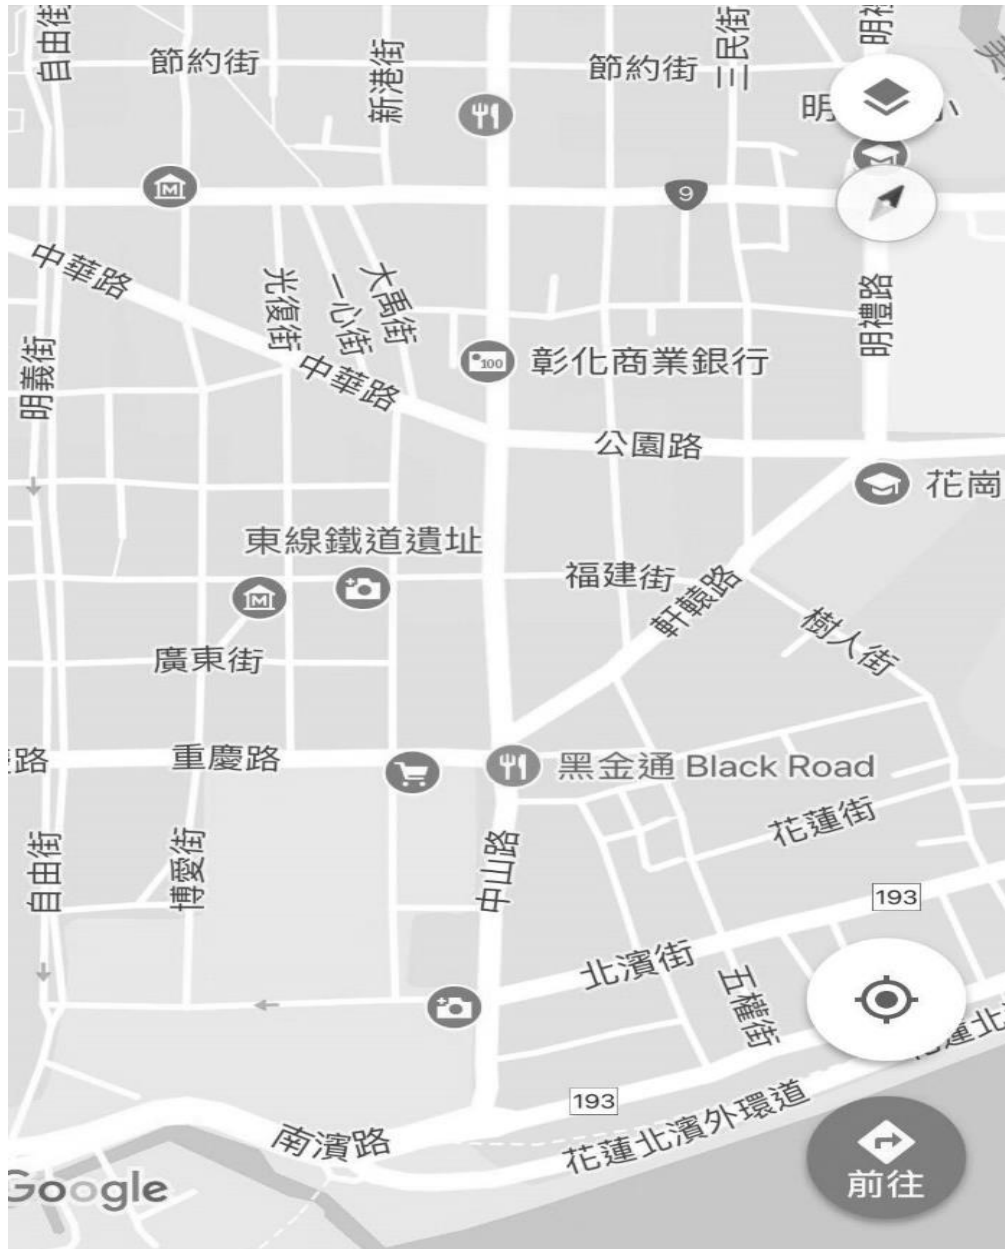 自由街
節約街
新港街
節約街
三民街
明
小
9
中華路
光復街
一心街
大禹街
明禮路
明義街
中華路
100
彰化商業銀行
公園路
花崗
東線鐵道遺址
福建街
軒轅路
樹人街
廣東街
路
重慶路
黑金通 Black Road
花蓮街
自由街
博愛街
中山路
193
北濱街
五權街
193
花蓮北濱外環道
南濱路
前往
Google